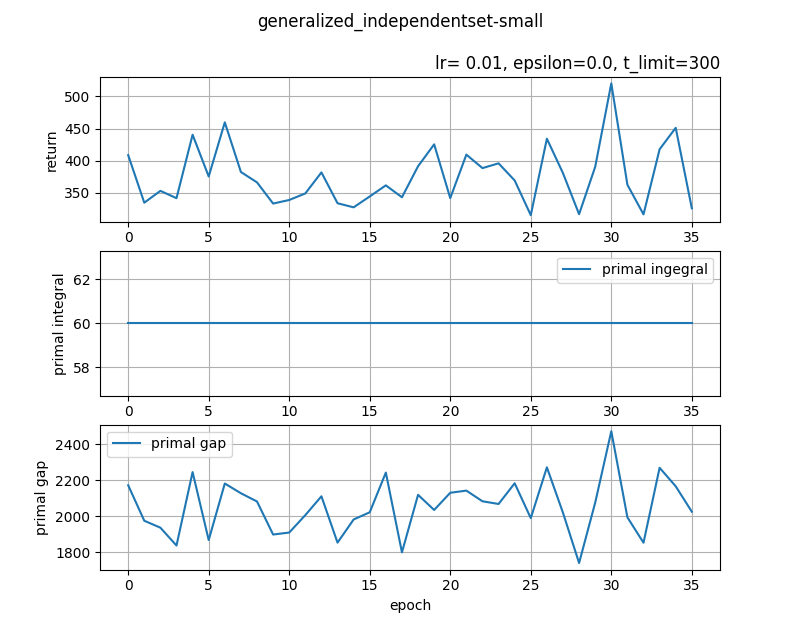 generalized_independentset-small
lr= 0.01, epsilon=0.0, t_limit=300
500
450
400
350
return
0 5 10 15 20 25 30 35
62
60
58
primal integral
primal ingegral
0 5 10 15 20 25 30 35
2400
2200
2000
1800
primal gap
primal gap
0 5 10 15 20 25 30 35
epoch